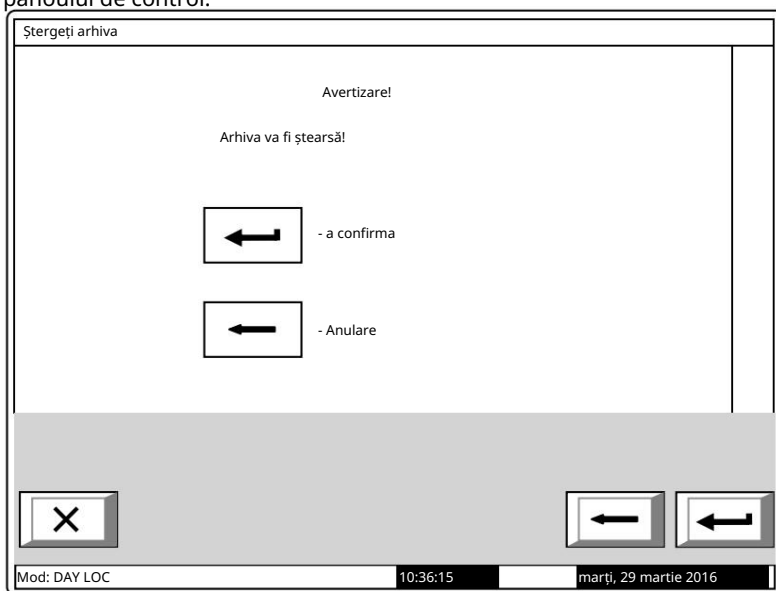 panoului de control.
Ștergeți arhiva
Avertizare!
Arhiva va fi ștearsă!
- a confirma
- Anulare
Mod: DAY LOC 10:36:15 marți, 29 martie 2016